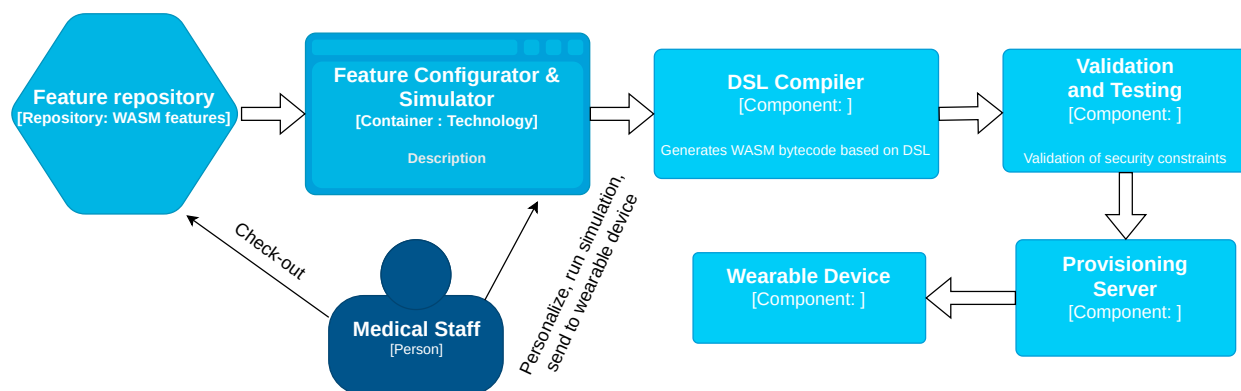 Feature repository
[Repository: WASM features]
Feature Configurator &
Simulator
[Container : Technology]
Description
DSL Compiler
[Component: ]
Generates WASM bytecode based on DSL
Validation
and Testing
[Component: ]
Validation of security constraints
Check-out
Medical Staff
[Person]
Personalize, run simulation,
send to wearable device
Wearable Device
[Component: ]
Provisioning
Server
[Component: ]